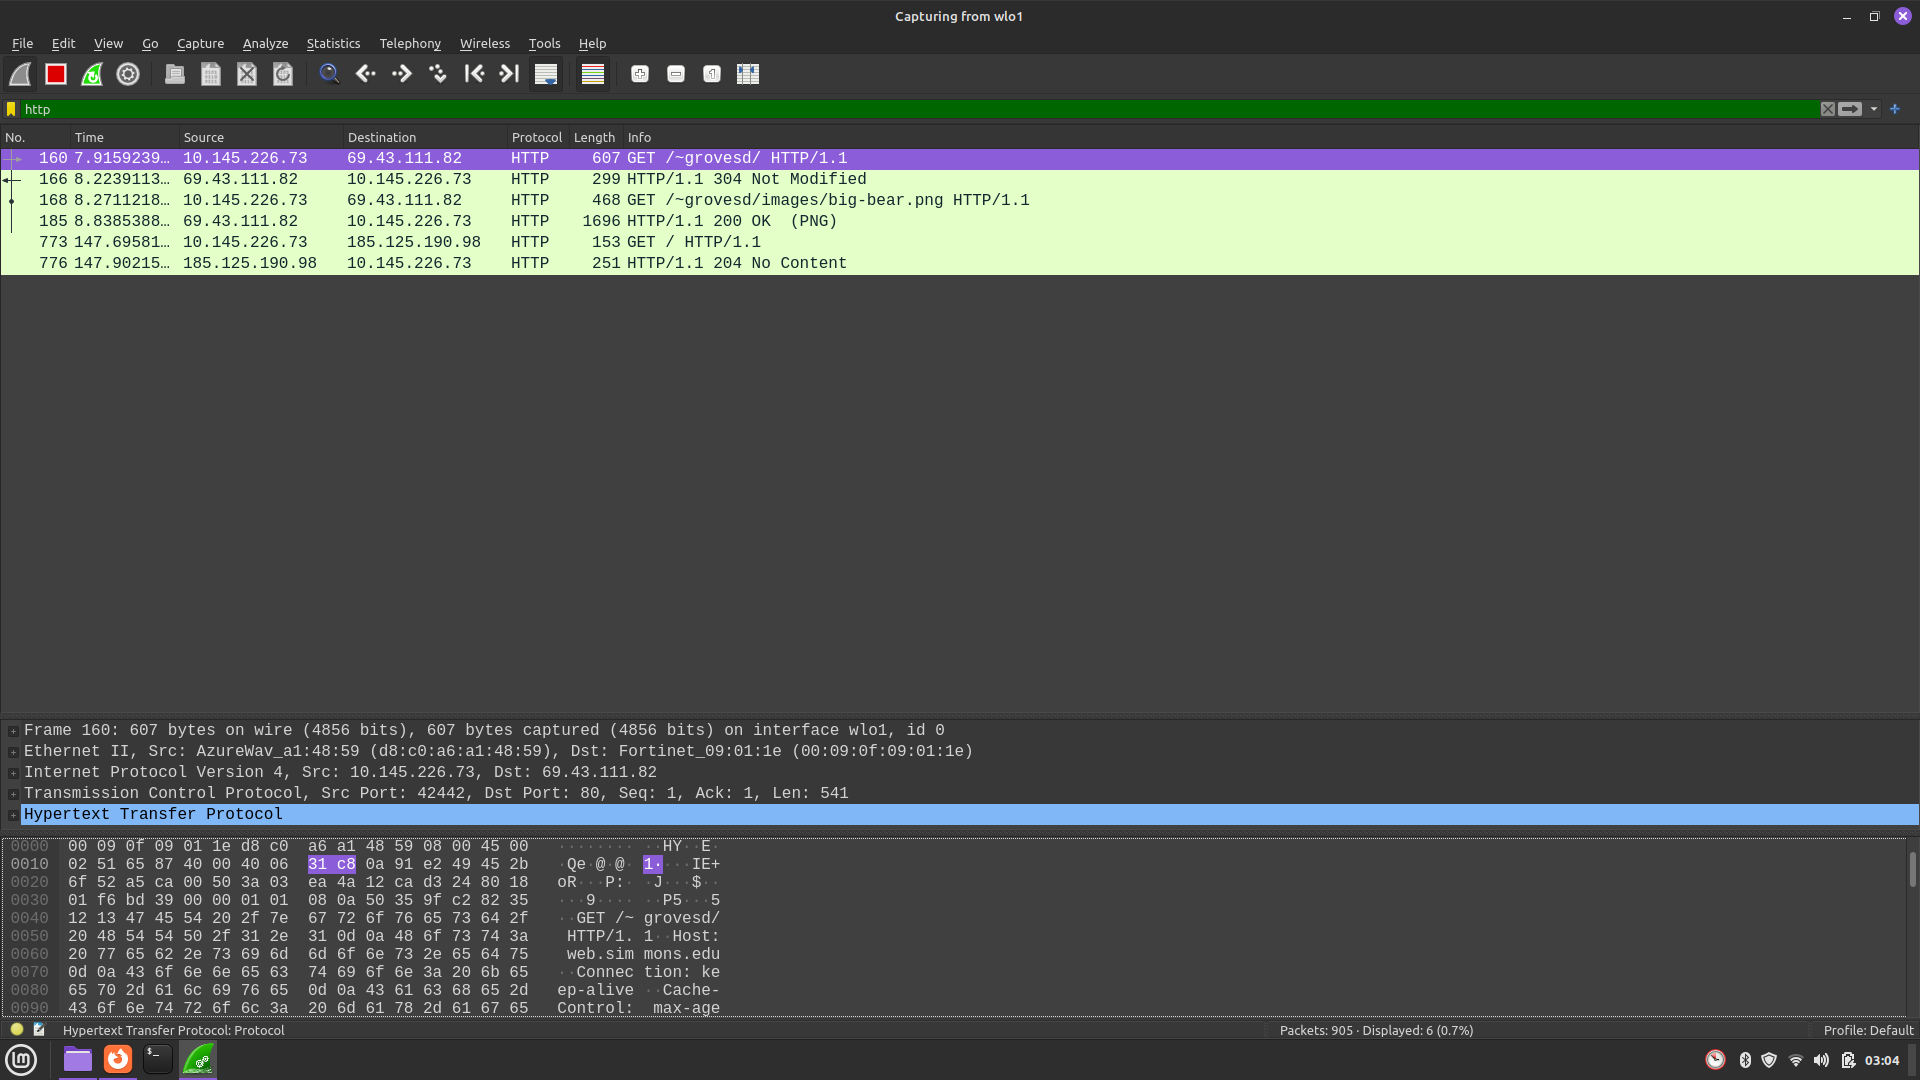 Capturing from wlo1
File Edit View Go Capture Analyze Statistics Telephony Wireless Tools Help
http
No. Time Source Destination Protocol Length Info
160 7.9159239… 10.145.226.73 69.43.111.82 HTTP 607 GET /~grovesd/ HTTP/1.1
166 8.2239113… 69.43.111.82 10.145.226.73 HTTP 299 HTTP/1.1 304 Not Modified
168 8.2711218… 10.145.226.73 69.43.111.82 HTTP 468 GET /~grovesd/images/big-bear.png HTTP/1.1
185 8.8385388… 69.43.111.82 10.145.226.73 HTTP 1696 HTTP/1.1 200 OK (PNG)
773 147.69581… 10.145.226.73 185.125.190.98 HTTP 153 GET / HTTP/1.1
776 147.90215… 185.125.190.98 10.145.226.73 HTTP 251 HTTP/1.1 204 No Content
Frame 160: 607 bytes on wire (4856 bits), 607 bytes captured (4856 bits) on interface wlo1, id 0
Ethernet II, Src: AzureWav_a1:48:59 (d8:c0:a6:a1:48:59), Dst: Fortinet_09:01:1e (00:09:0f:09:01:1e)
Internet Protocol Version 4, Src: 10.145.226.73, Dst: 69.43.111.82
Transmission Control Protocol, Src Port: 42442, Dst Port: 80, Seq: 1, Ack: 1, Len: 541
Hypertext Transfer Protocol
0000 00 09 0f 09 01 1e d8 c0 a6 a1 48 59 08 00 45 00 ········ ··HY··E·
0010 02 51 65 87 40 00 40 06 31 c8 0a 91 e2 49 45 2b ·Qe·@·@· 1····IE+
0020 6f 52 a5 ca 00 50 3a 03 ea 4a 12 ca d3 24 80 18 oR···P:· ·J···$··
0030 01 f6 bd 39 00 00 01 01 08 0a 50 35 9f c2 82 35 ···9···· ··P5···5
0040 12 13 47 45 54 20 2f 7e 67 72 6f 76 65 73 64 2f ··GET /~ grovesd/
0050 20 48 54 54 50 2f 31 2e 31 0d 0a 48 6f 73 74 3a HTTP/1. 1··Host:
0060 20 77 65 62 2e 73 69 6d 6d 6f 6e 73 2e 65 64 75 web.sim mons.edu
0070 0d 0a 43 6f 6e 6e 65 63 74 69 6f 6e 3a 20 6b 65 ··Connec tion: ke
0080 65 70 2d 61 6c 69 76 65 0d 0a 43 61 63 68 65 2d ep-alive ··Cache-
0090 43 6f 6e 74 72 6f 6c 3a 20 6d 61 78 2d 61 67 65 Control: max-age
Hypertext Transfer Protocol: Protocol Packets: 905 · Displayed: 6 (0.7%) Profile: Default
03:04